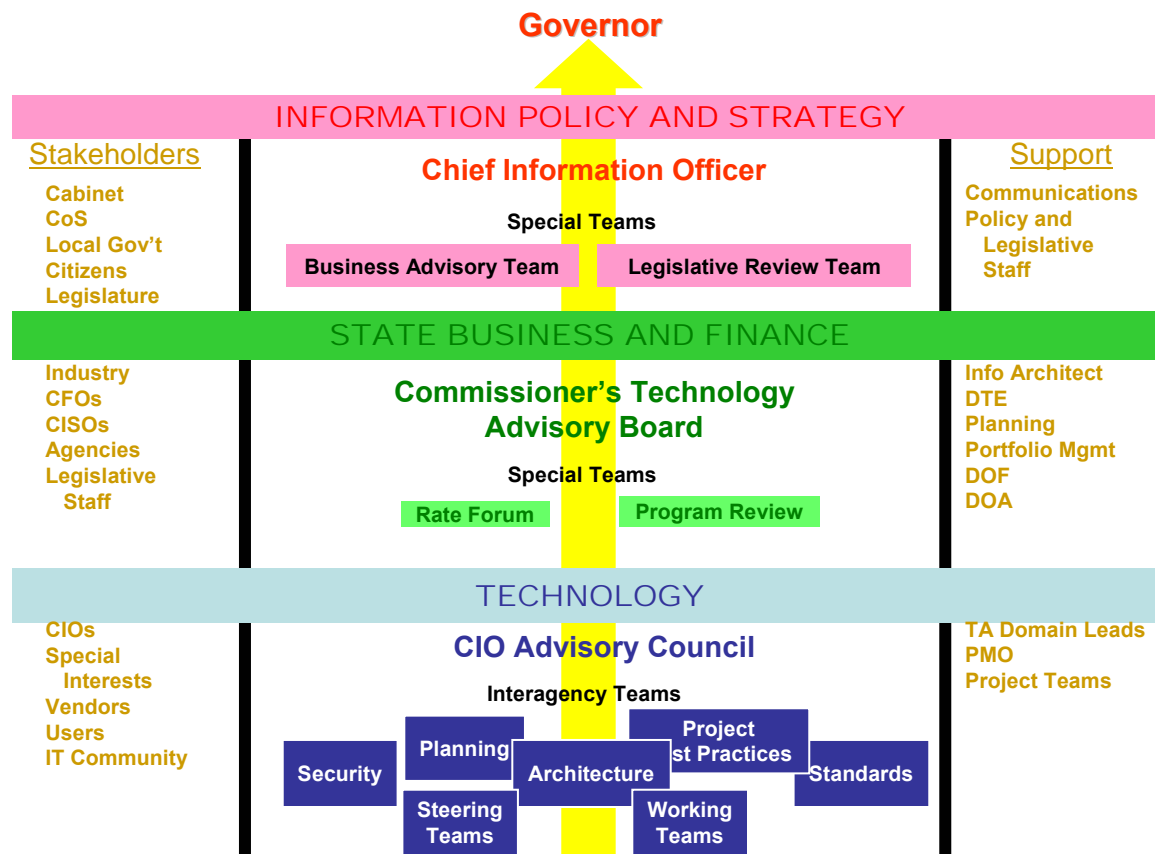 Governor
INFORMATION POLICY AND STRATEGY
Stakeholders
Cabinet
CoS
Local Gov’t
Citizens
Legislature
Chief Information Officer
Special Teams
Business Advisory Team
Legislative Review Team
Support
Communications
Policy and
Legislative
Staff
STATE BUSINESS AND FINANCE
Industry
CFOs
CISOs
Agencies
Legislative
Staff
Commissioner’s Technology
Advisory Board
Special Teams
Rate Forum
Program Review
Info Architect
DTE
Planning
Portfolio Mgmt
DOF
DOA
TECHNOLOGY
CIOs
Special
Interests
Vendors
Users
IT Community
CIO Advisory Council
Interagency Teams
Security
Planning
Architecture
Project
st Practices
Standards
Steering
Teams
Working
Teams
TA Domain Leads
PMO
Project Teams